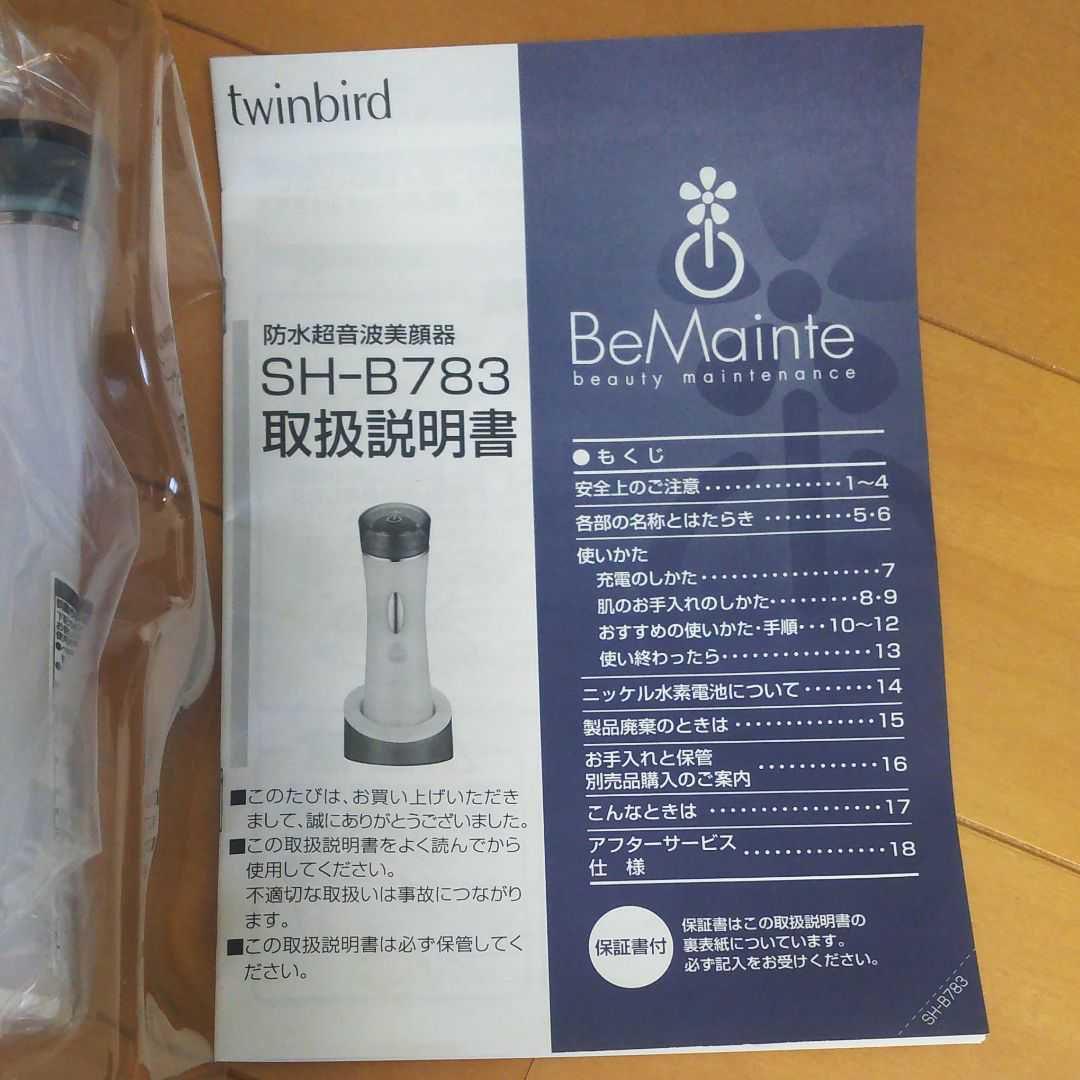 twinbird
防水超音波美顔器
SH-B783
取扱説明書
■このたびは、お買い上げいただき
まして、誠にありがとうございました。
■この取扱説明書をよく読んでから
使用してください。
不適切な取扱いは事故につながり
ます。
■この取扱説明書は必ず保管してく
ださい。
BeMainte
beauty maintenance
●もくじ
安全上のご注意・・・・・・・・・・・・・・1〜4
各部の名称とはたらき・・・・・・・・・5・6
使いかた
充電のしかた・・・・・・・・・・・・・・・・・7
肌のお手入れのしかた・・・・・・・・・8・9
おすすめの使いかた・手順・・・10〜12
使い終わったら・・・・・・・・・・・・・・・13
ニッケル水素電池について・・・・・・・14
製品廃棄のときは・・・・・・・・・・・・・・15
お手入れと保管
別売品購入のご案内・・・・・・・・・・・・16
こんなときは・・・・・・・・・・・・・・・・・17
アフターサービス
仕 様・・・・・・・・・・・・・・18
保証書付
保証書はこの取扱説明書の
裏表紙についています。
必ず記入をお受けください。
SH-B783